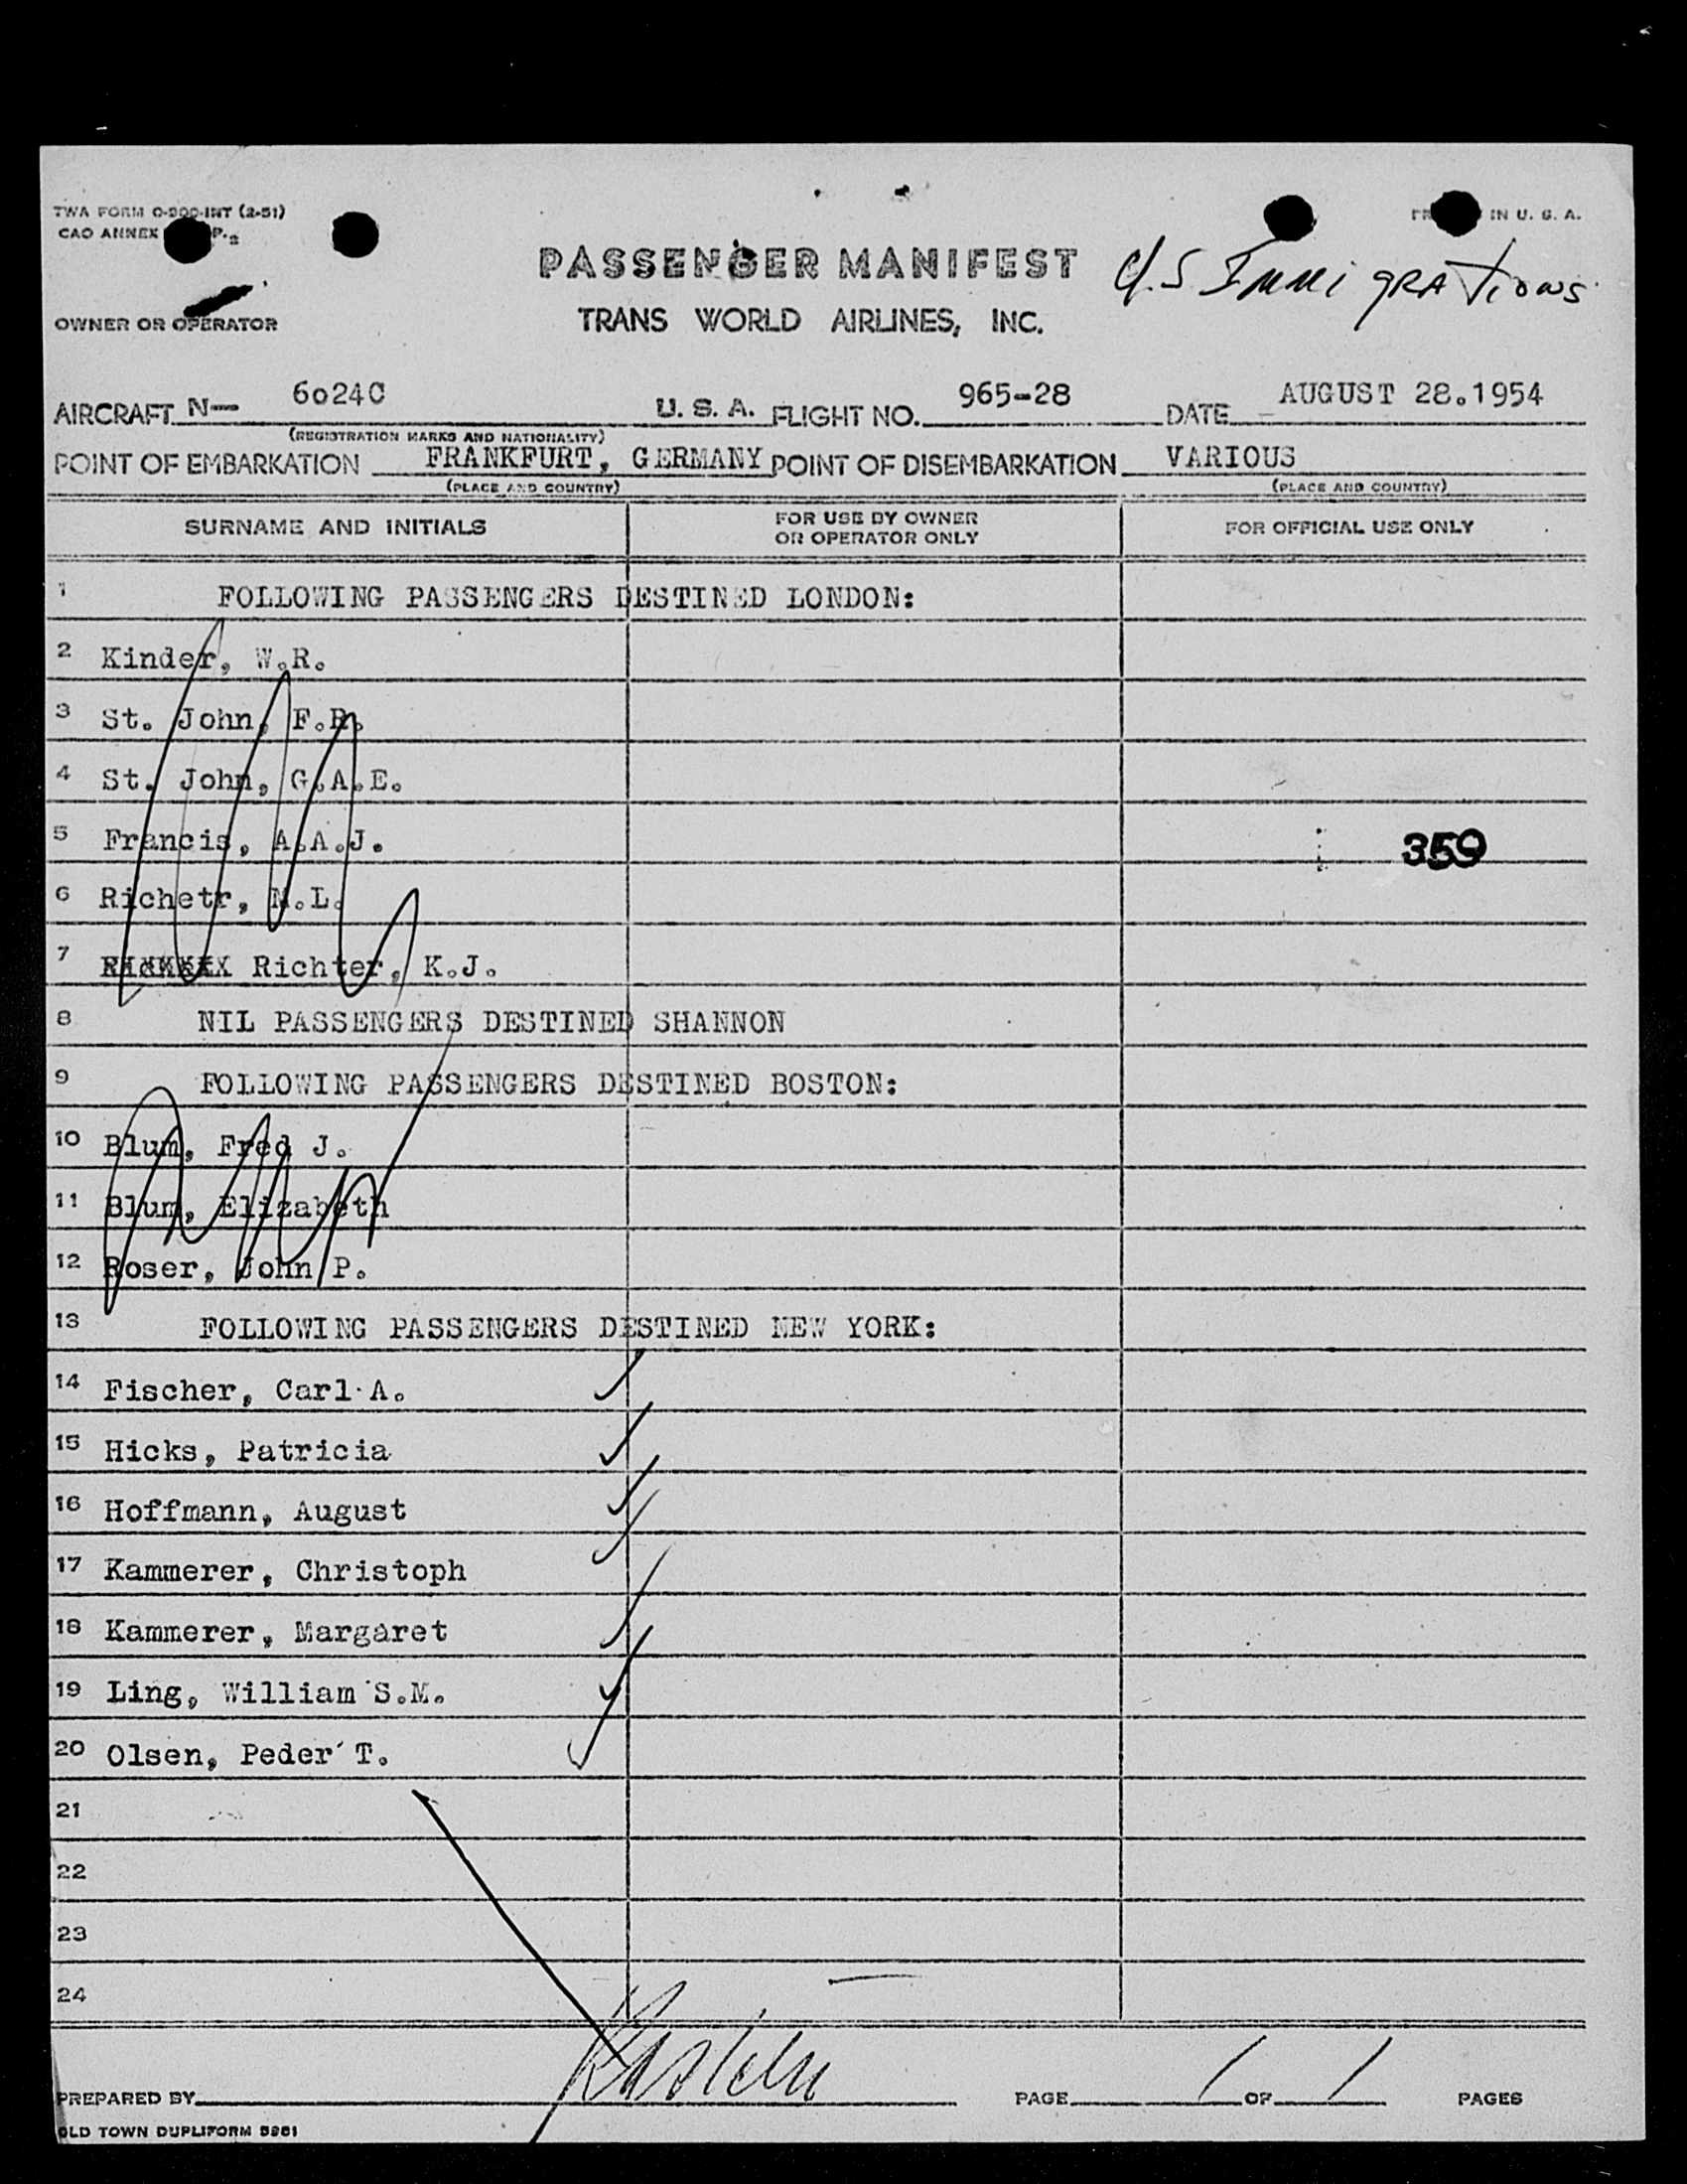 TWA FORM O-900-INT (2-51)
CAO ANNEX P.2
IN U. S. A.
PASSENGER MANIFEST
U.S Immigrations
TRANS WORLD AIRLINES, INC.
OWNER OR OPERATOR
AIRCRAFT N— 6024C U. S. A. FLIGHT NO. 965-28 DATE AUGUST 28.1954
(REGISTRATION MARKS AND NATIONALITY)
POINT OF EMBARKATION FRANKFURT, GERMANY POINT OF DISEMBARKATION VARIOUS
(PLACE AND COUNTRY) (PLACE AND COUNTRY)
SURNAME AND INITIALS FOR USE BY OWNER OR OPERATOR ONLY FOR OFFICIAL USE ONLY
1 FOLLOWING PASSENGERS DESTINED LONDON:
2 Kinder, W.R.
3 St. John, F.R.
4 St. John, G.A.E.
5 Francis, A.A.J. 359
6 Richetr, M.L.
7 Richter, K.J.
8 NIL PASSENGERS DESTINED SHANNON
9 FOLLOWING PASSENGERS DESTINED BOSTON:
10 Blum, Fred J.
11 Blum, Elizabeth
12 Roser, John P.
13 FOLLOWING PASSENGERS DESTINED NEW YORK:
14 Fischer, Carl A.
15 Hicks, Patricia
16 Hoffmann, August
17 Kammerer, Christoph
18 Kammerer, Margaret
19 Ling, William S.M.
20 Olsen, Peder T.
21
22
23
24
PREPARED BY PAGE 1 OF 1 PAGES
OLD TOWN DUPLIFORM 5961